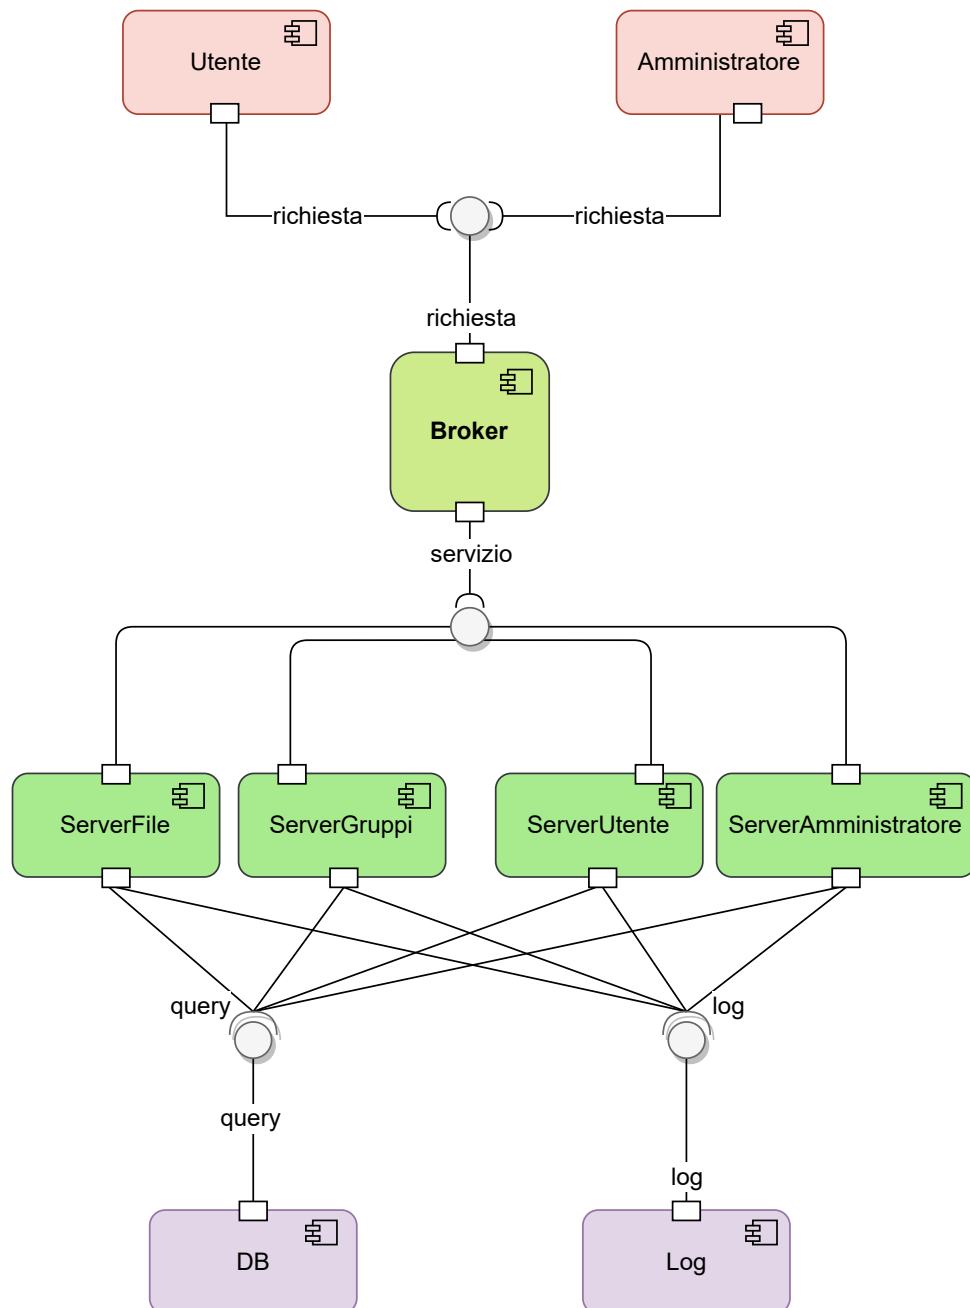 Utente
Amministratore
richiesta
richiesta
richiesta
Broker
servizio
ServerFile
ServerGruppi
ServerUtente
ServerAmministratore
query
log
query
log
DB
Log